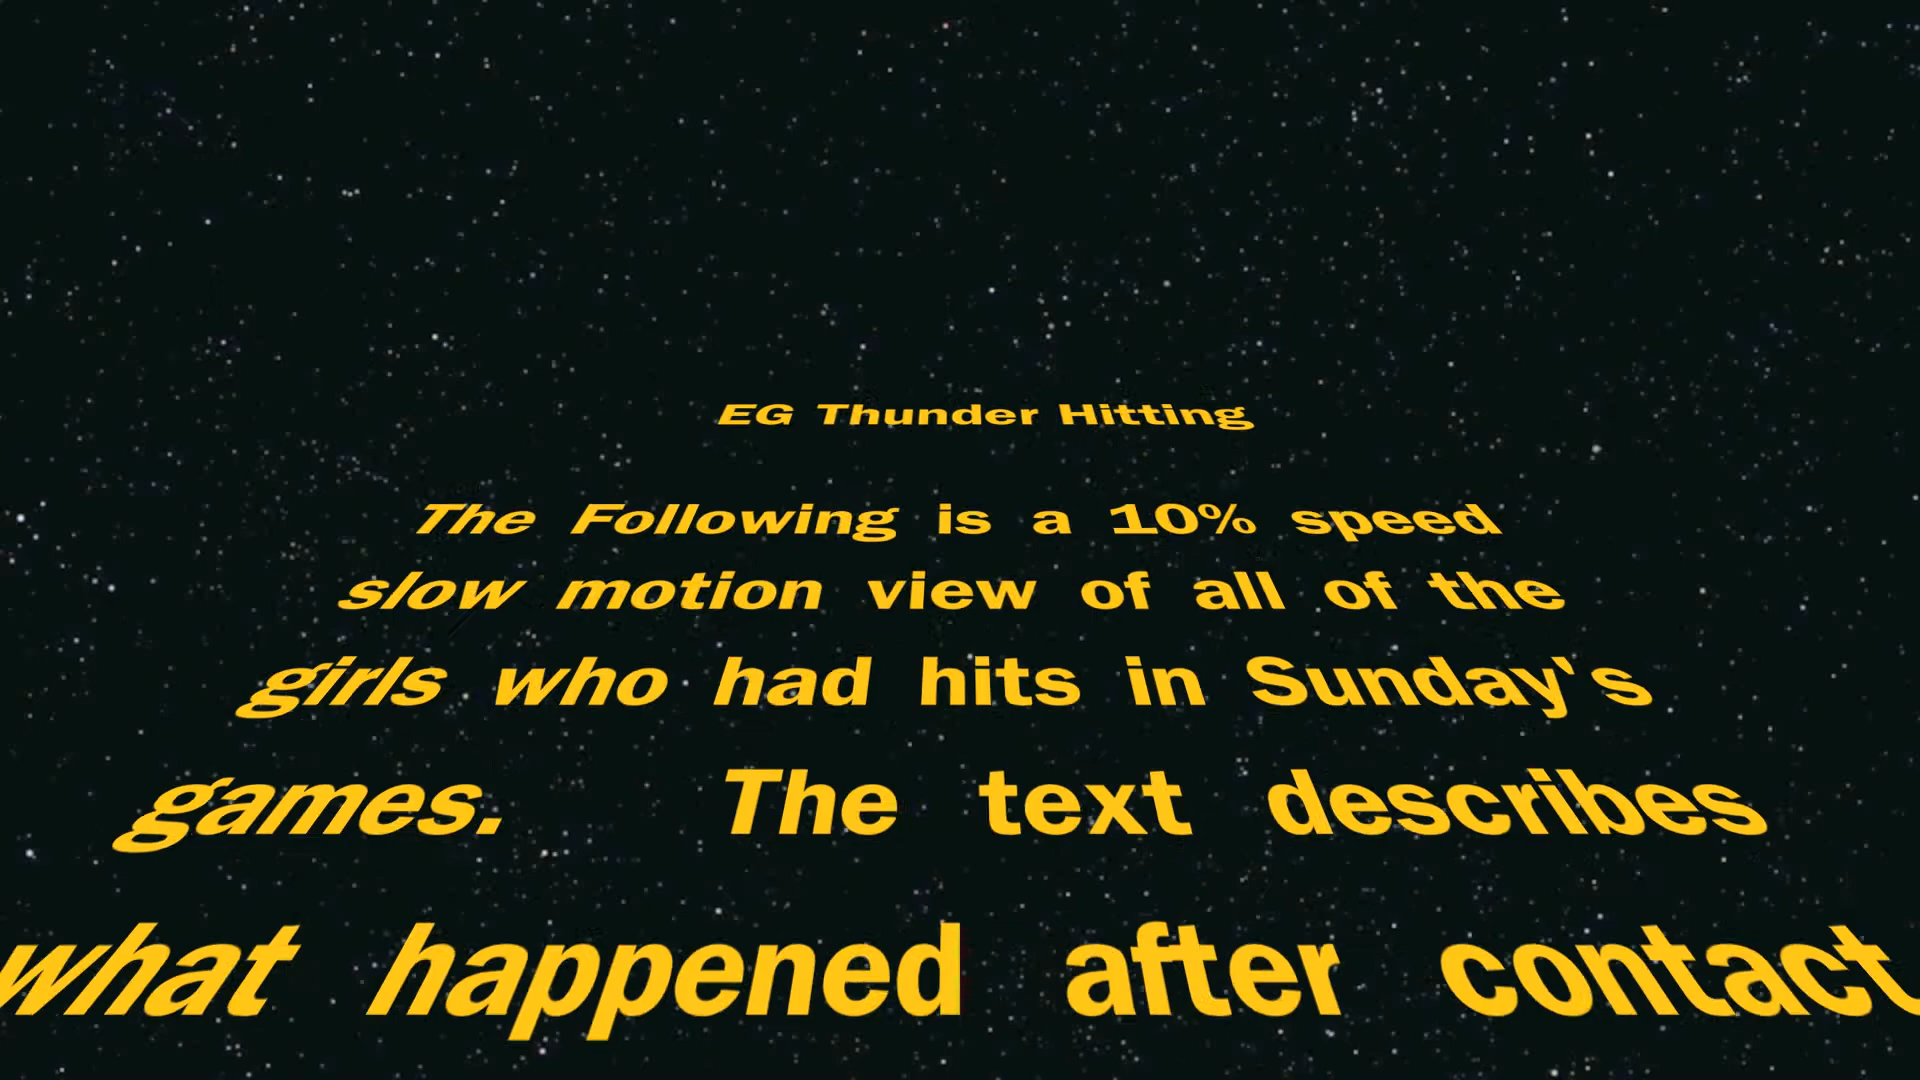 EG Thunder Hitting
The Following is a 10% speed
slow motion view of all of the
girls who had hits in Sunday's
games. The text describes
what happened after contact